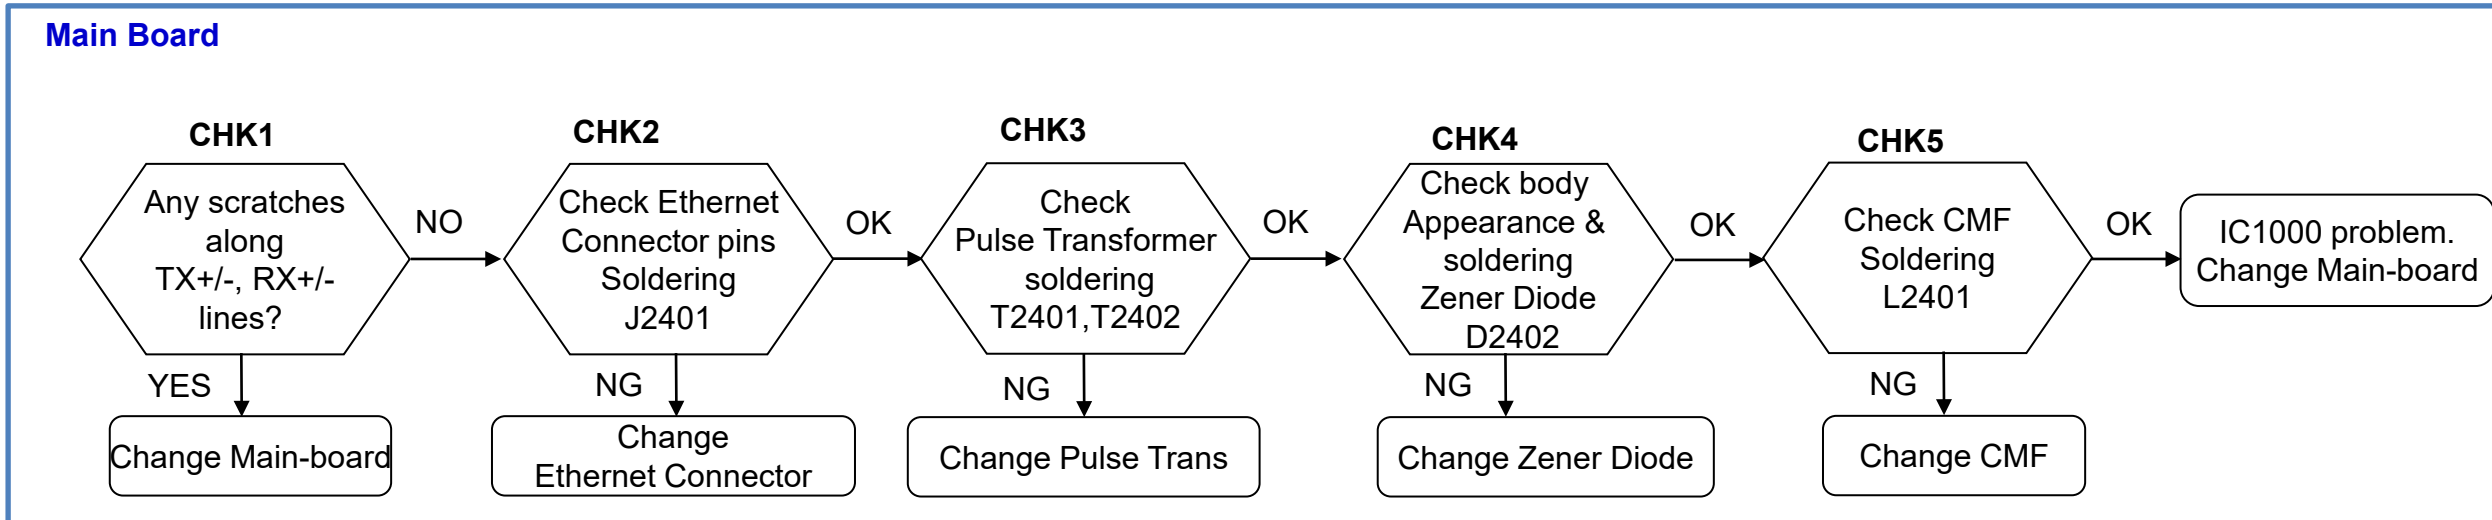 Main Board
CHK1
Any scratches
along
TX+/-, RX+/-
lines?
NO
YES
Change Main-board
CHK2
Check Ethernet
Connector pins
Soldering
J2401
OK
NG
Change
Ethernet Connector
CHK3
Check
Pulse Transformer
soldering
T2401,T2402
OK
NG
Change Pulse Trans
CHK4
Check body
Appearance &
soldering
Zener Diode
D2402
OK
NG
Change Zener Diode
CHK5
Check CMF
Soldering
L2401
OK
NG
Change CMF
IC1000 problem.
Change Main-board